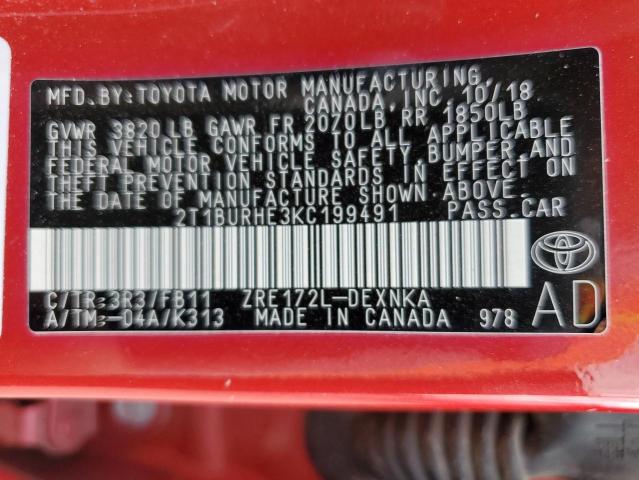 MFD. BY: TOYOTA MOTOR MANUFACTURING,
CANADA, INC. 10/18
GVWR 3820LB GAWR FR 2070LB RR 1850LB
THIS VEHICLE CONFORMS TO ALL APPLICABLE
FEDERAL MOTOR VEHICLE SAFETY, BUMPER AND
THEFT PREVENTION STANDARDS IN EFFECT ON
THE DATE OF MANUFACTURE SHOWN ABOVE.
2T1BURHE3KC199491 PASS.CAR
C/TR:3R3/FB11 ZRE172L-DEXNKA
A/TM:-04A/K313 MADE IN CANADA 978
AD